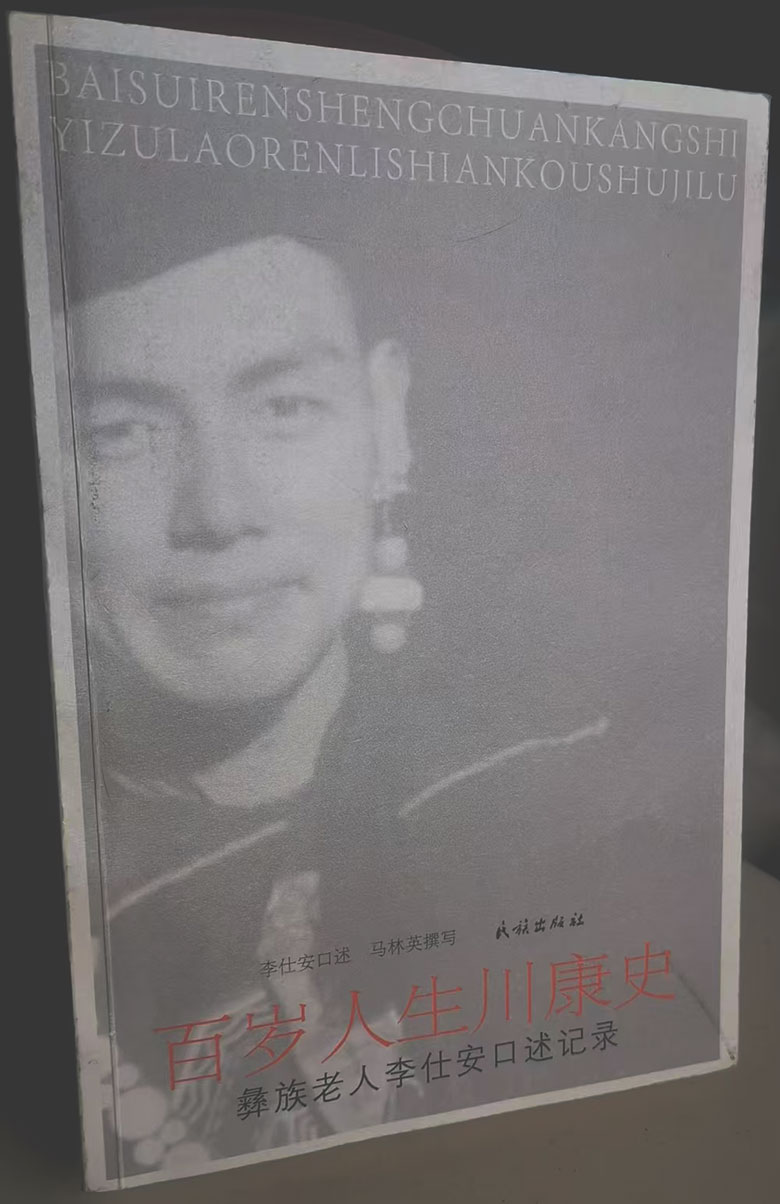 BAISUIRENSHENGCHUANKANGSHI
YIZULAORENLISHIANKOUSHUJILU
李仕安口述 马林英撰写 民族出版社
百岁人生川康史
彝族老人李仕安口述记录